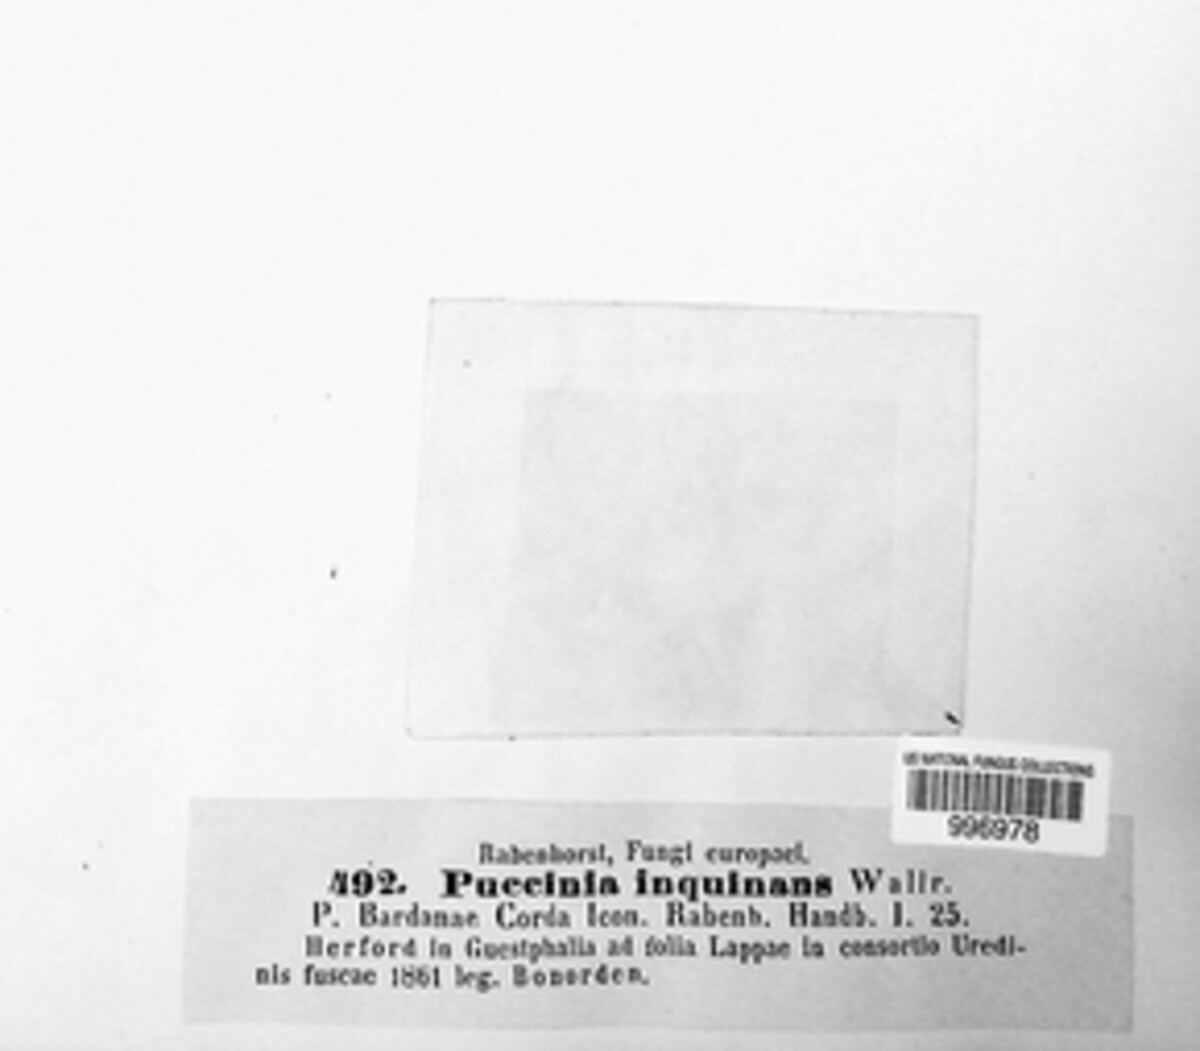 US NATIONAL FUNGUS COLLECTIONS
996978
Rabenhorst, Fungi europaei.
492. Puccinia inquinans Wallr.
P. Bardanae Corda Icon. Rabenh. Handb. I. 25.
Herford in Guestphalia ad folia Lappae in consortio Uredi-
nis fuscae 1861 leg. Bonorden.